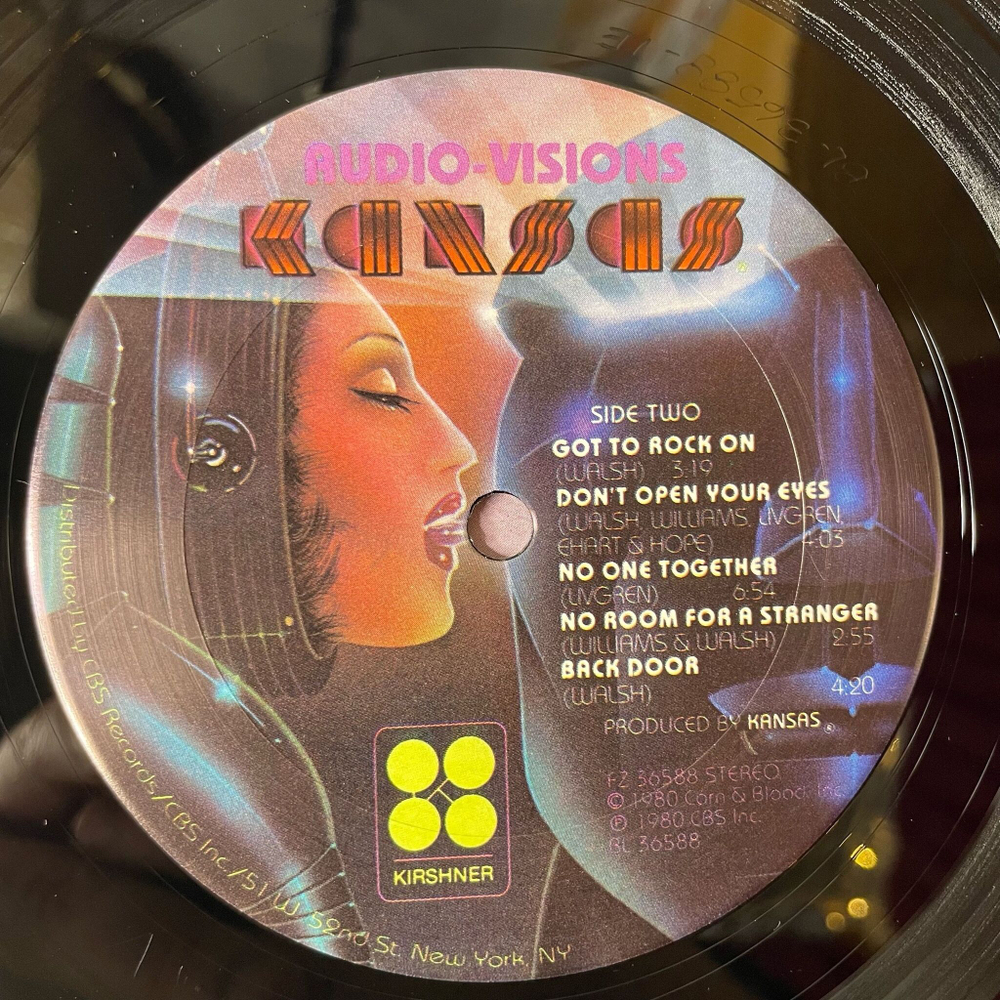 AUDIO-VISIONS
KANSAS®
SIDE TWO
GOT TO ROCK ON
(WALSH) 3:19
DON'T OPEN YOUR EYES
(WALSH, WILLIAMS, LIVGREN,
EHART & HOPE) 4:03
NO ONE TOGETHER
(LIVGREN) 6:54
NO ROOM FOR A STRANGER
(WILLIAMS & WALSH) 2:55
BACK DOOR
(WALSH) 4:20
PRODUCED BY KANSAS®
FZ 36588 STEREO
© 1980 Corn & Blood, Inc.
℗ 1980 CBS Inc.
BL 36588
KIRSHNER
Distributed by CBS Records/CBS Inc./51 W. 52nd St. New York, NY